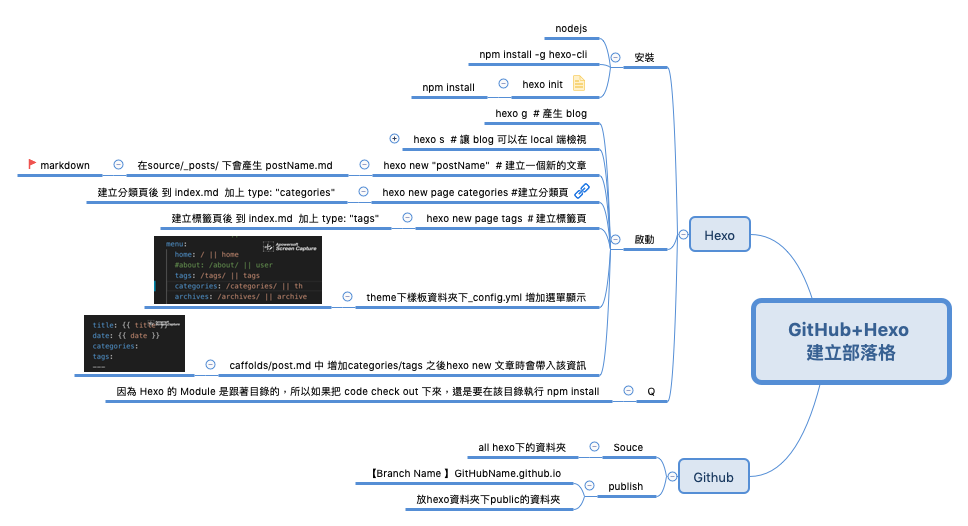 GitHub+Hexo
建立部落格
Hexo
安裝
nodejs
npm install -g hexo-cli
hexo init
npm install
啟動
hexo g  # 產生 blog
hexo s  # 讓 blog 可以在 local 端檢視
hexo new "postName"  # 建立一個新的文章
在source/_posts/ 下會產生 postName.md
markdown
hexo new page categories #建立分類頁
建立分類頁後 到 index.md  加上 type: "categories"
hexo new page tags  # 建立標籤頁
建立標籤頁後 到 index.md  加上 type: "tags"
theme下樣板資料夾下_config.yml 增加選單顯示
Apowersoft
Screen Capture
menu:
home: / || home
#about: /about/ || user
tags: /tags/ || tags
categories: /categories/ || th
archives: /archives/ || archive
caffolds/post.md 中 增加categories/tags 之後hexo new 文章時會帶入該資訊
title: {{ title }}
date: {{ date }}
categories:
tags:
Q
因為 Hexo 的 Module 是跟著目錄的，所以如果把 code check out 下來，還是要在該目錄執行 npm install
Github
Souce
all hexo下的資料夾
publish
【Branch Name 】GitHubName.github.io
放hexo資料夾下public的資料夾